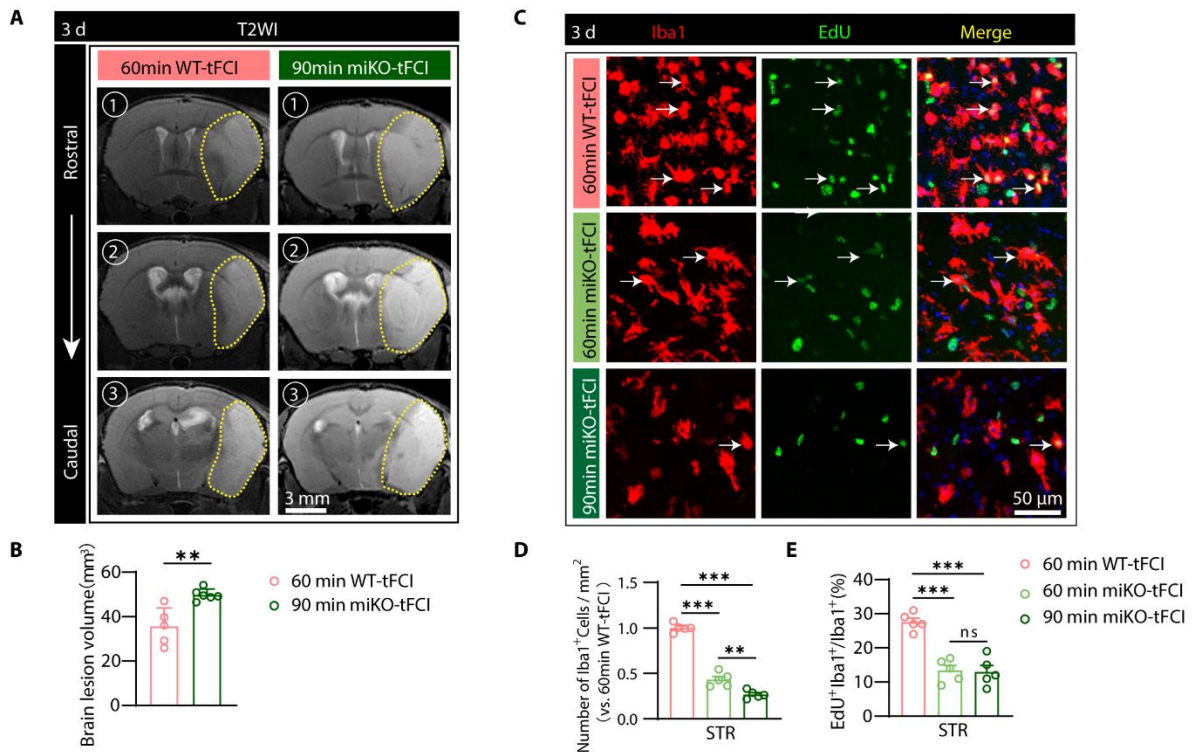 A
3 d
T2WI
60min WT-tFCI
90min miKO-tFCI
Rostral
Caudal
1
1
2
2
3
3
3 mm
B
Brain lesion volume(mm³)
60
40
20
0
**
60 min WT-tFCI
90 min miKO-tFCI
C
3 d
Iba1
EdU
Merge
60min WT-tFCI
60min miKO-tFCI
90min miKO-tFCI
50 μm
D
Number of Iba1⁺Cells / mm²
(vs. 60min WT-tFCI)
1.5
1.0
0.5
0.0
***
***
**
STR
E
EdU⁺Iba1⁺/Iba1⁺(%)
40
30
20
10
0
***
***
ns
STR
60 min WT-tFCI
60 min miKO-tFCI
90 min miKO-tFCI